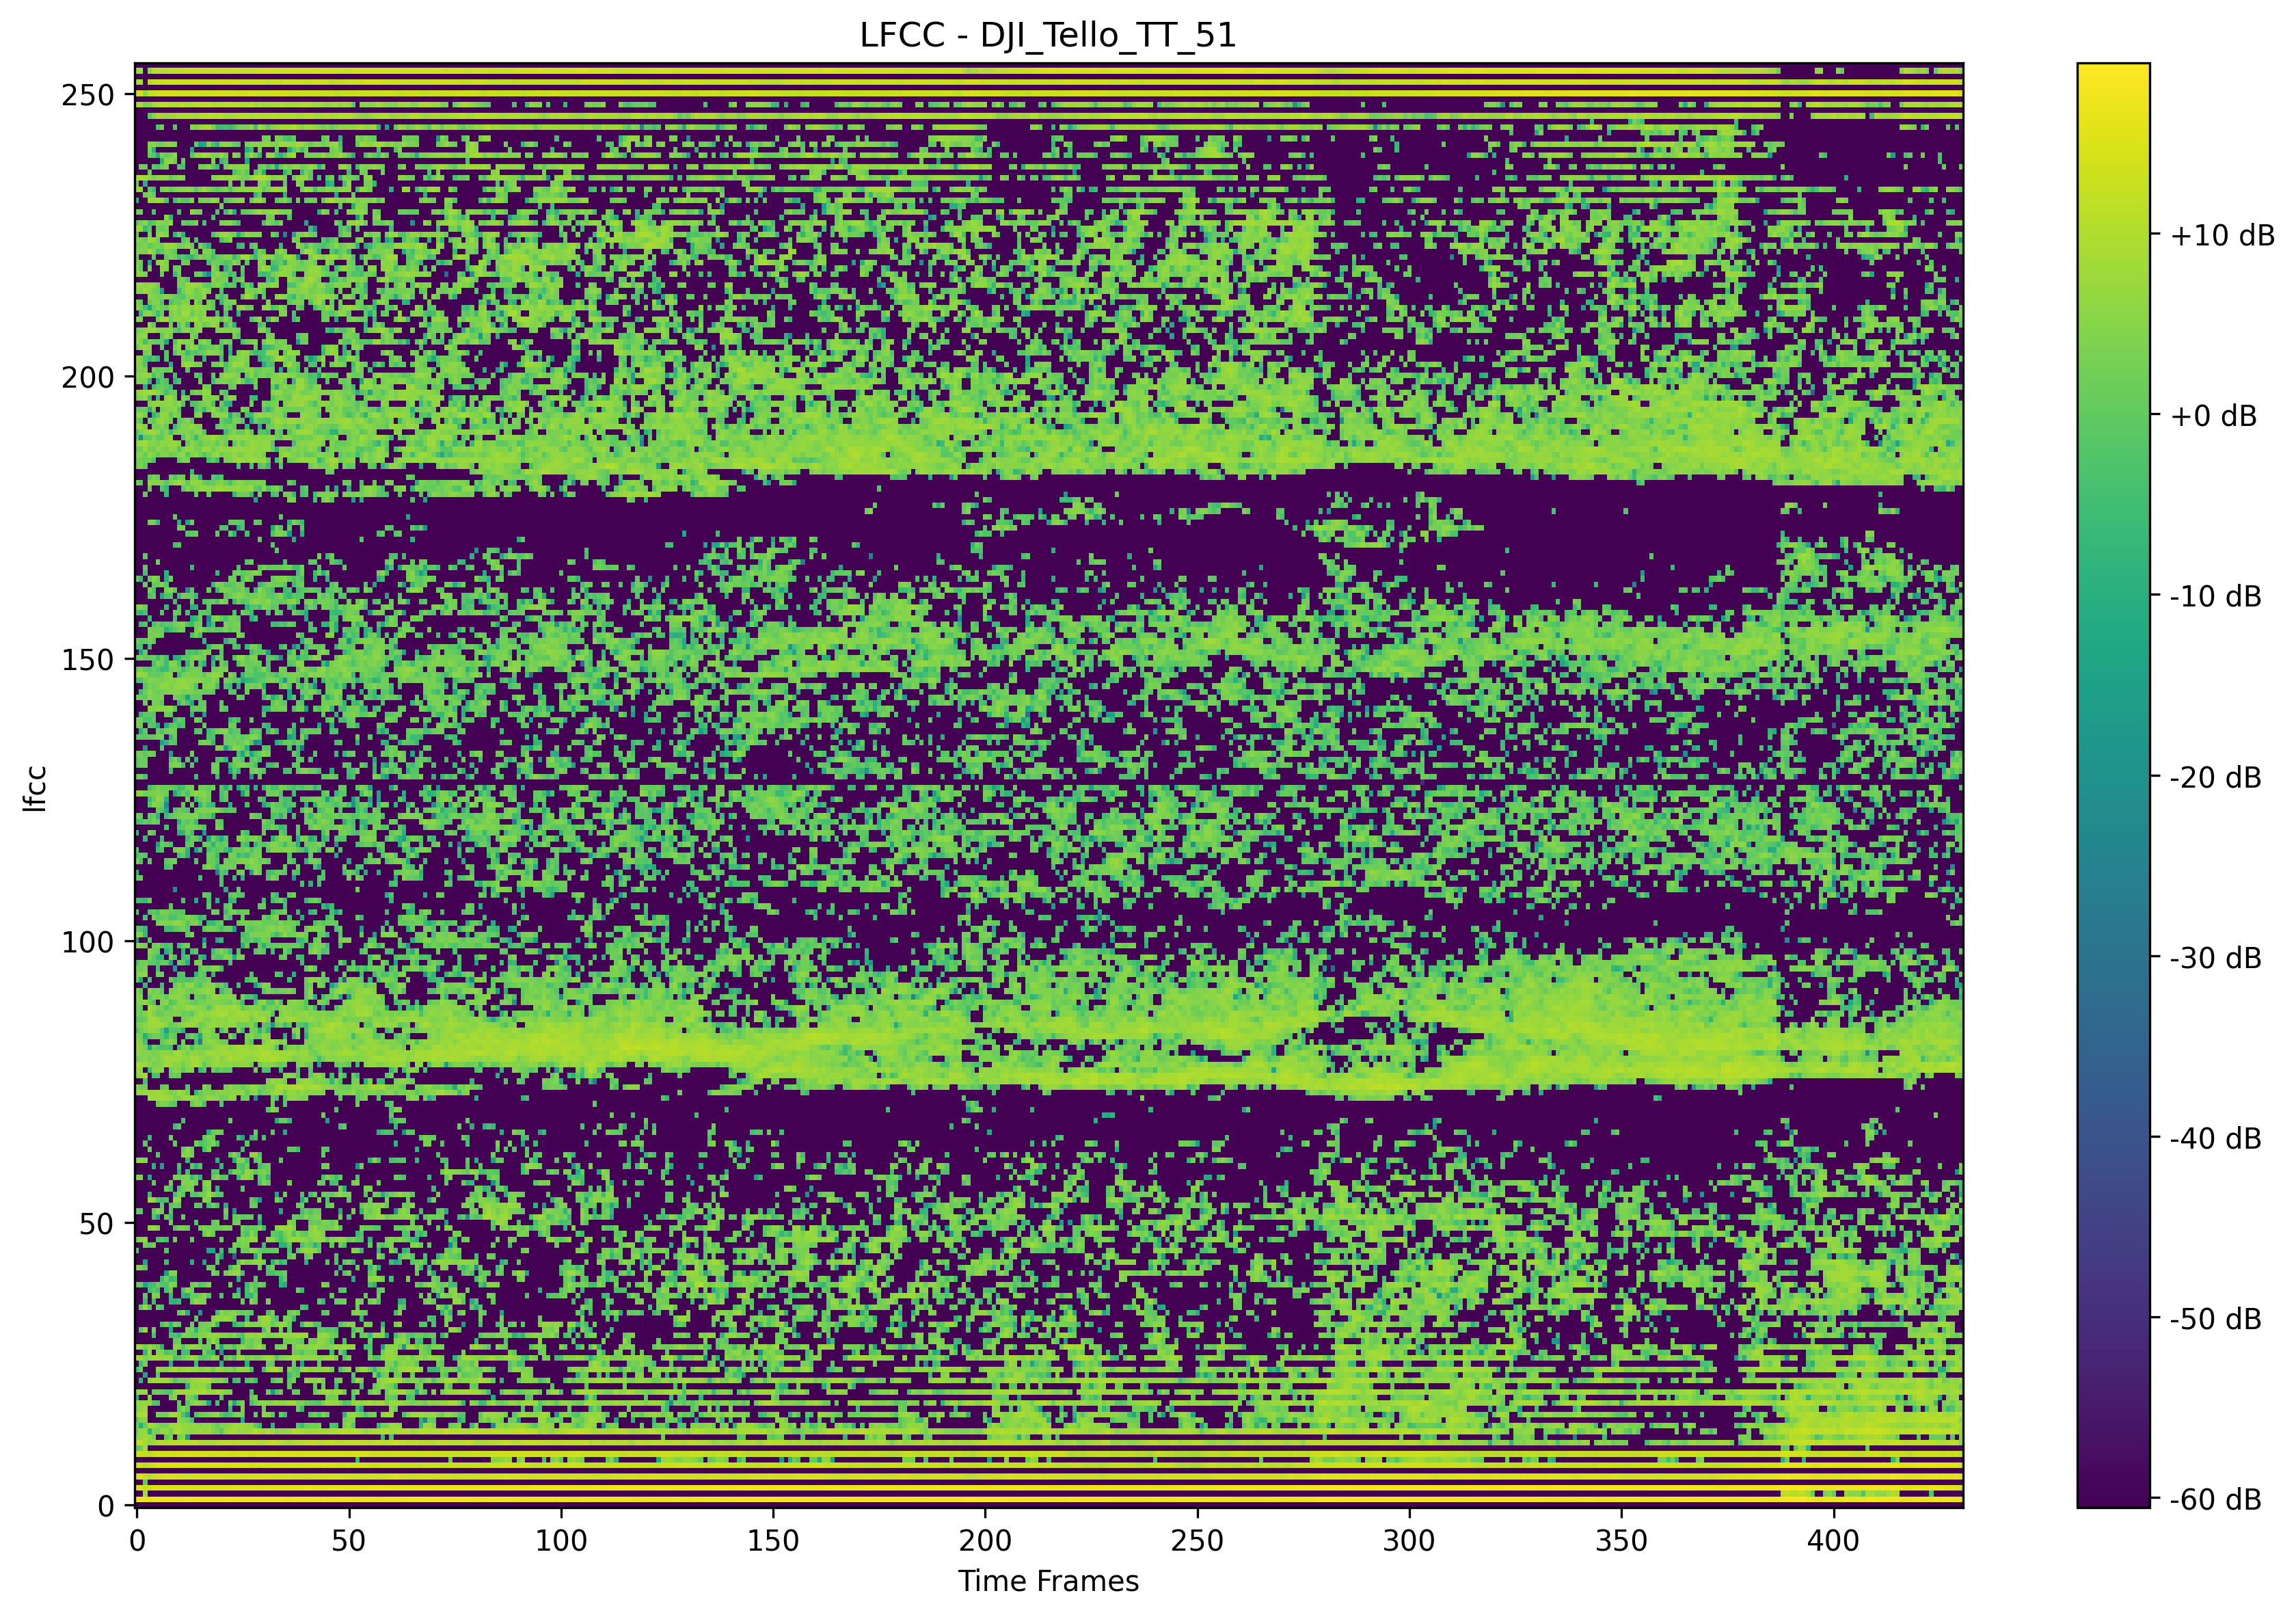 LFCC - DJI_Tello_TT_51
250
200
150
100
50
0
lfcc
0 50 100 150 200 250 300 350 400
Time Frames
+10 dB
+0 dB
-10 dB
-20 dB
-30 dB
-40 dB
-50 dB
-60 dB